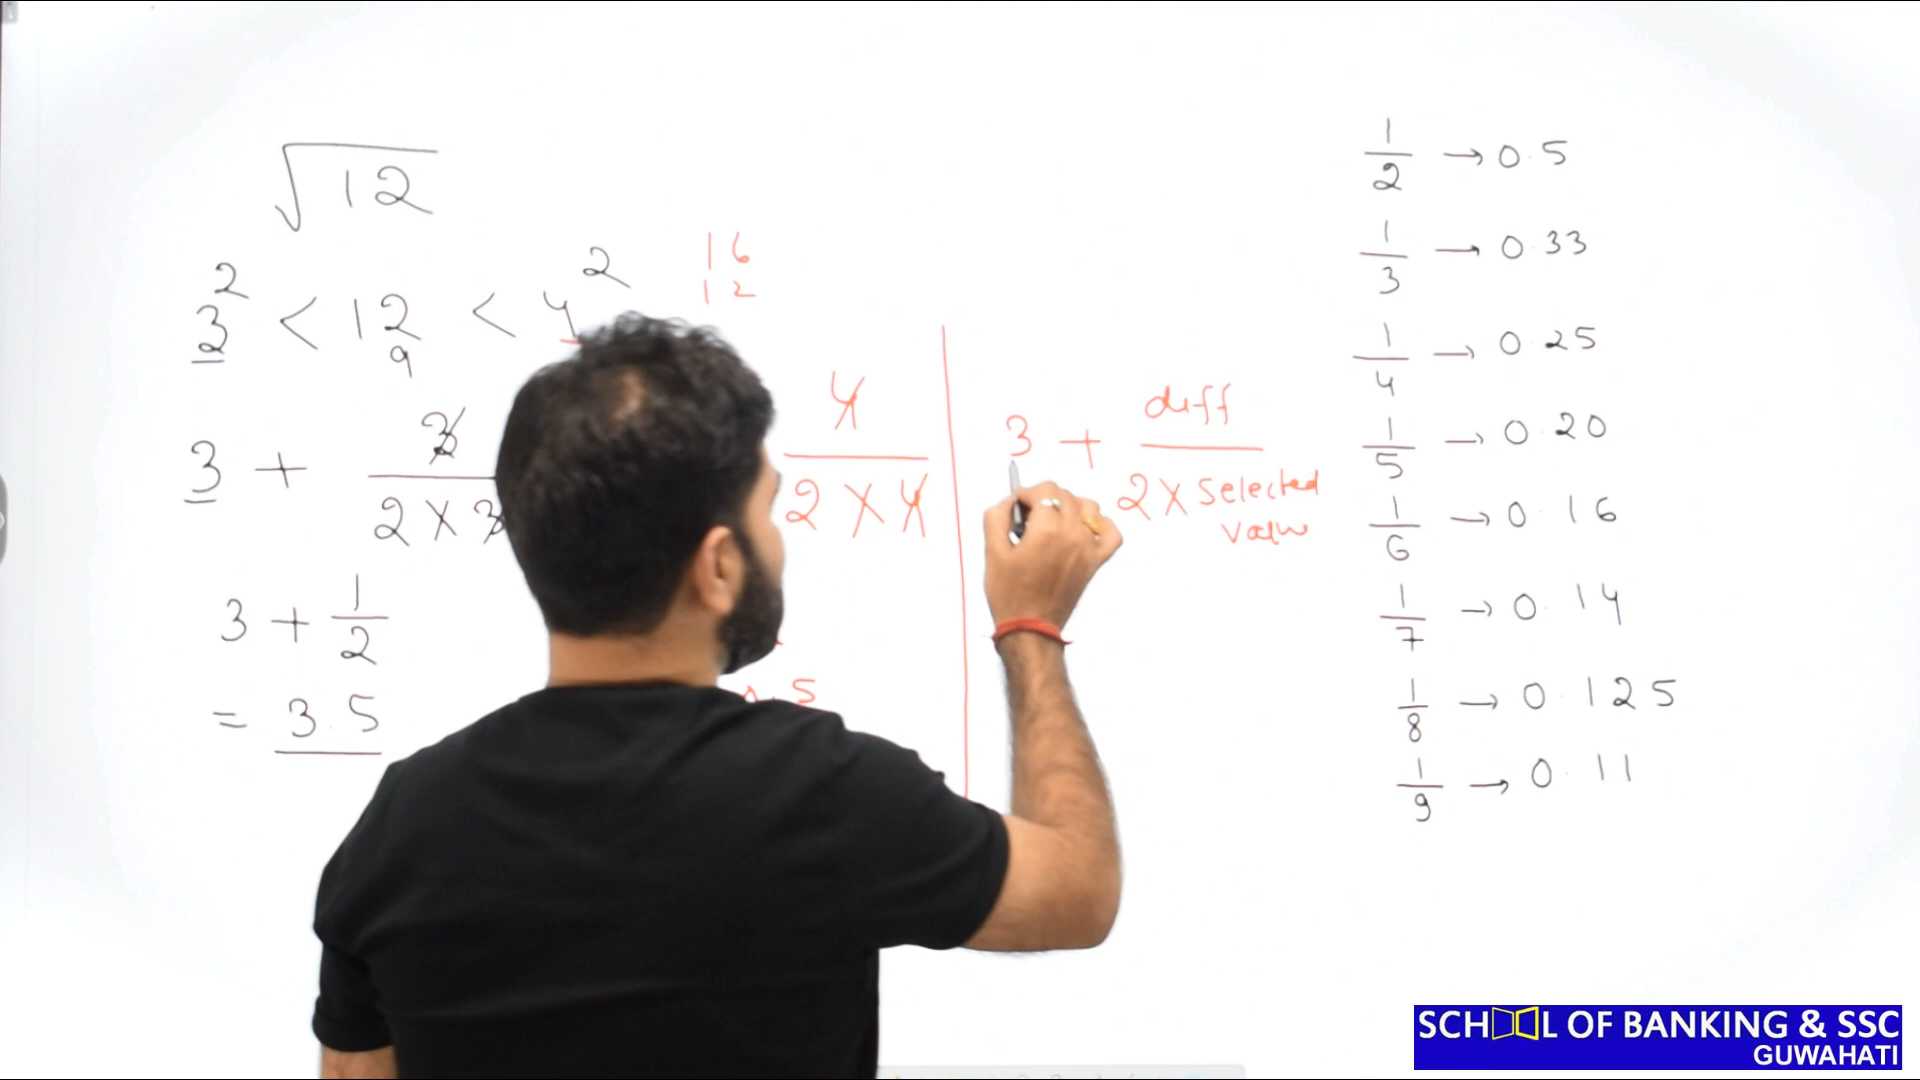 √12
3² < 12 < 4²
9
16
12
3 + 3 / 2 × 3
3 + 1/2
= 3.5
4 / 2 × 4
. 5
3 + diff / 2 × Selected value
1/2 → 0.5
1/3 → 0.33
1/4 → 0.25
1/5 → 0.20
1/6 → 0.16
1/7 → 0.14
1/8 → 0.125
1/9 → 0.11
SCHOOL OF BANKING & SSC
GUWAHATI